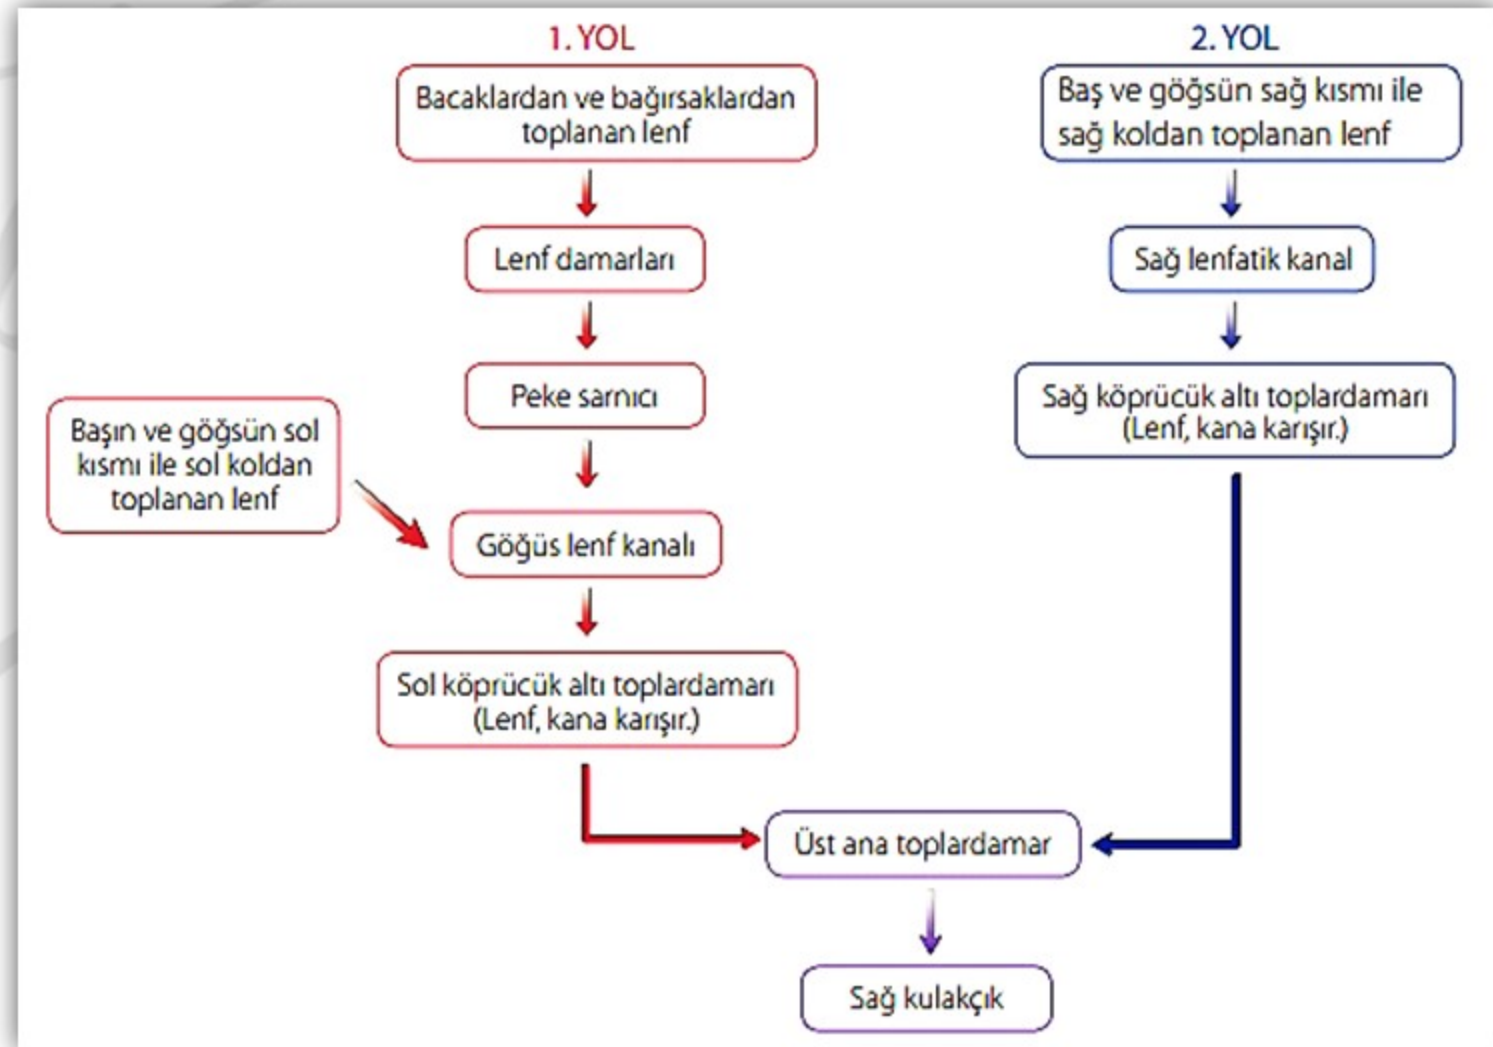 1. YOL
Bacaklardan ve bağırsaklardan
toplanan lenf
Lenf damarları
Peke sarnıcı
Başın ve göğsün sol
kısmı ile sol koldan
toplanan lenf
Göğüs lenf kanalı
Sol köprücük altı toplardamarı
(Lenf, kana karışır.)
2. YOL
Baş ve göğsün sağ kısmı ile
sağ koldan toplanan lenf
Sağ lenfatik kanal
Sağ köprücük altı toplardamarı
(Lenf, kana karışır.)
Üst ana toplardamar
Sağ kulakçık